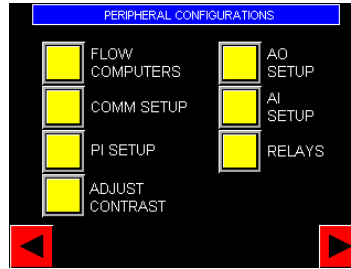 PERIPHERAL CONFIGURATIONS
FLOW
COMPUTERS
AO
SETUP
COMM SETUP
AI
SETUP
PI SETUP
RELAYS
ADJUST
CONTRAST